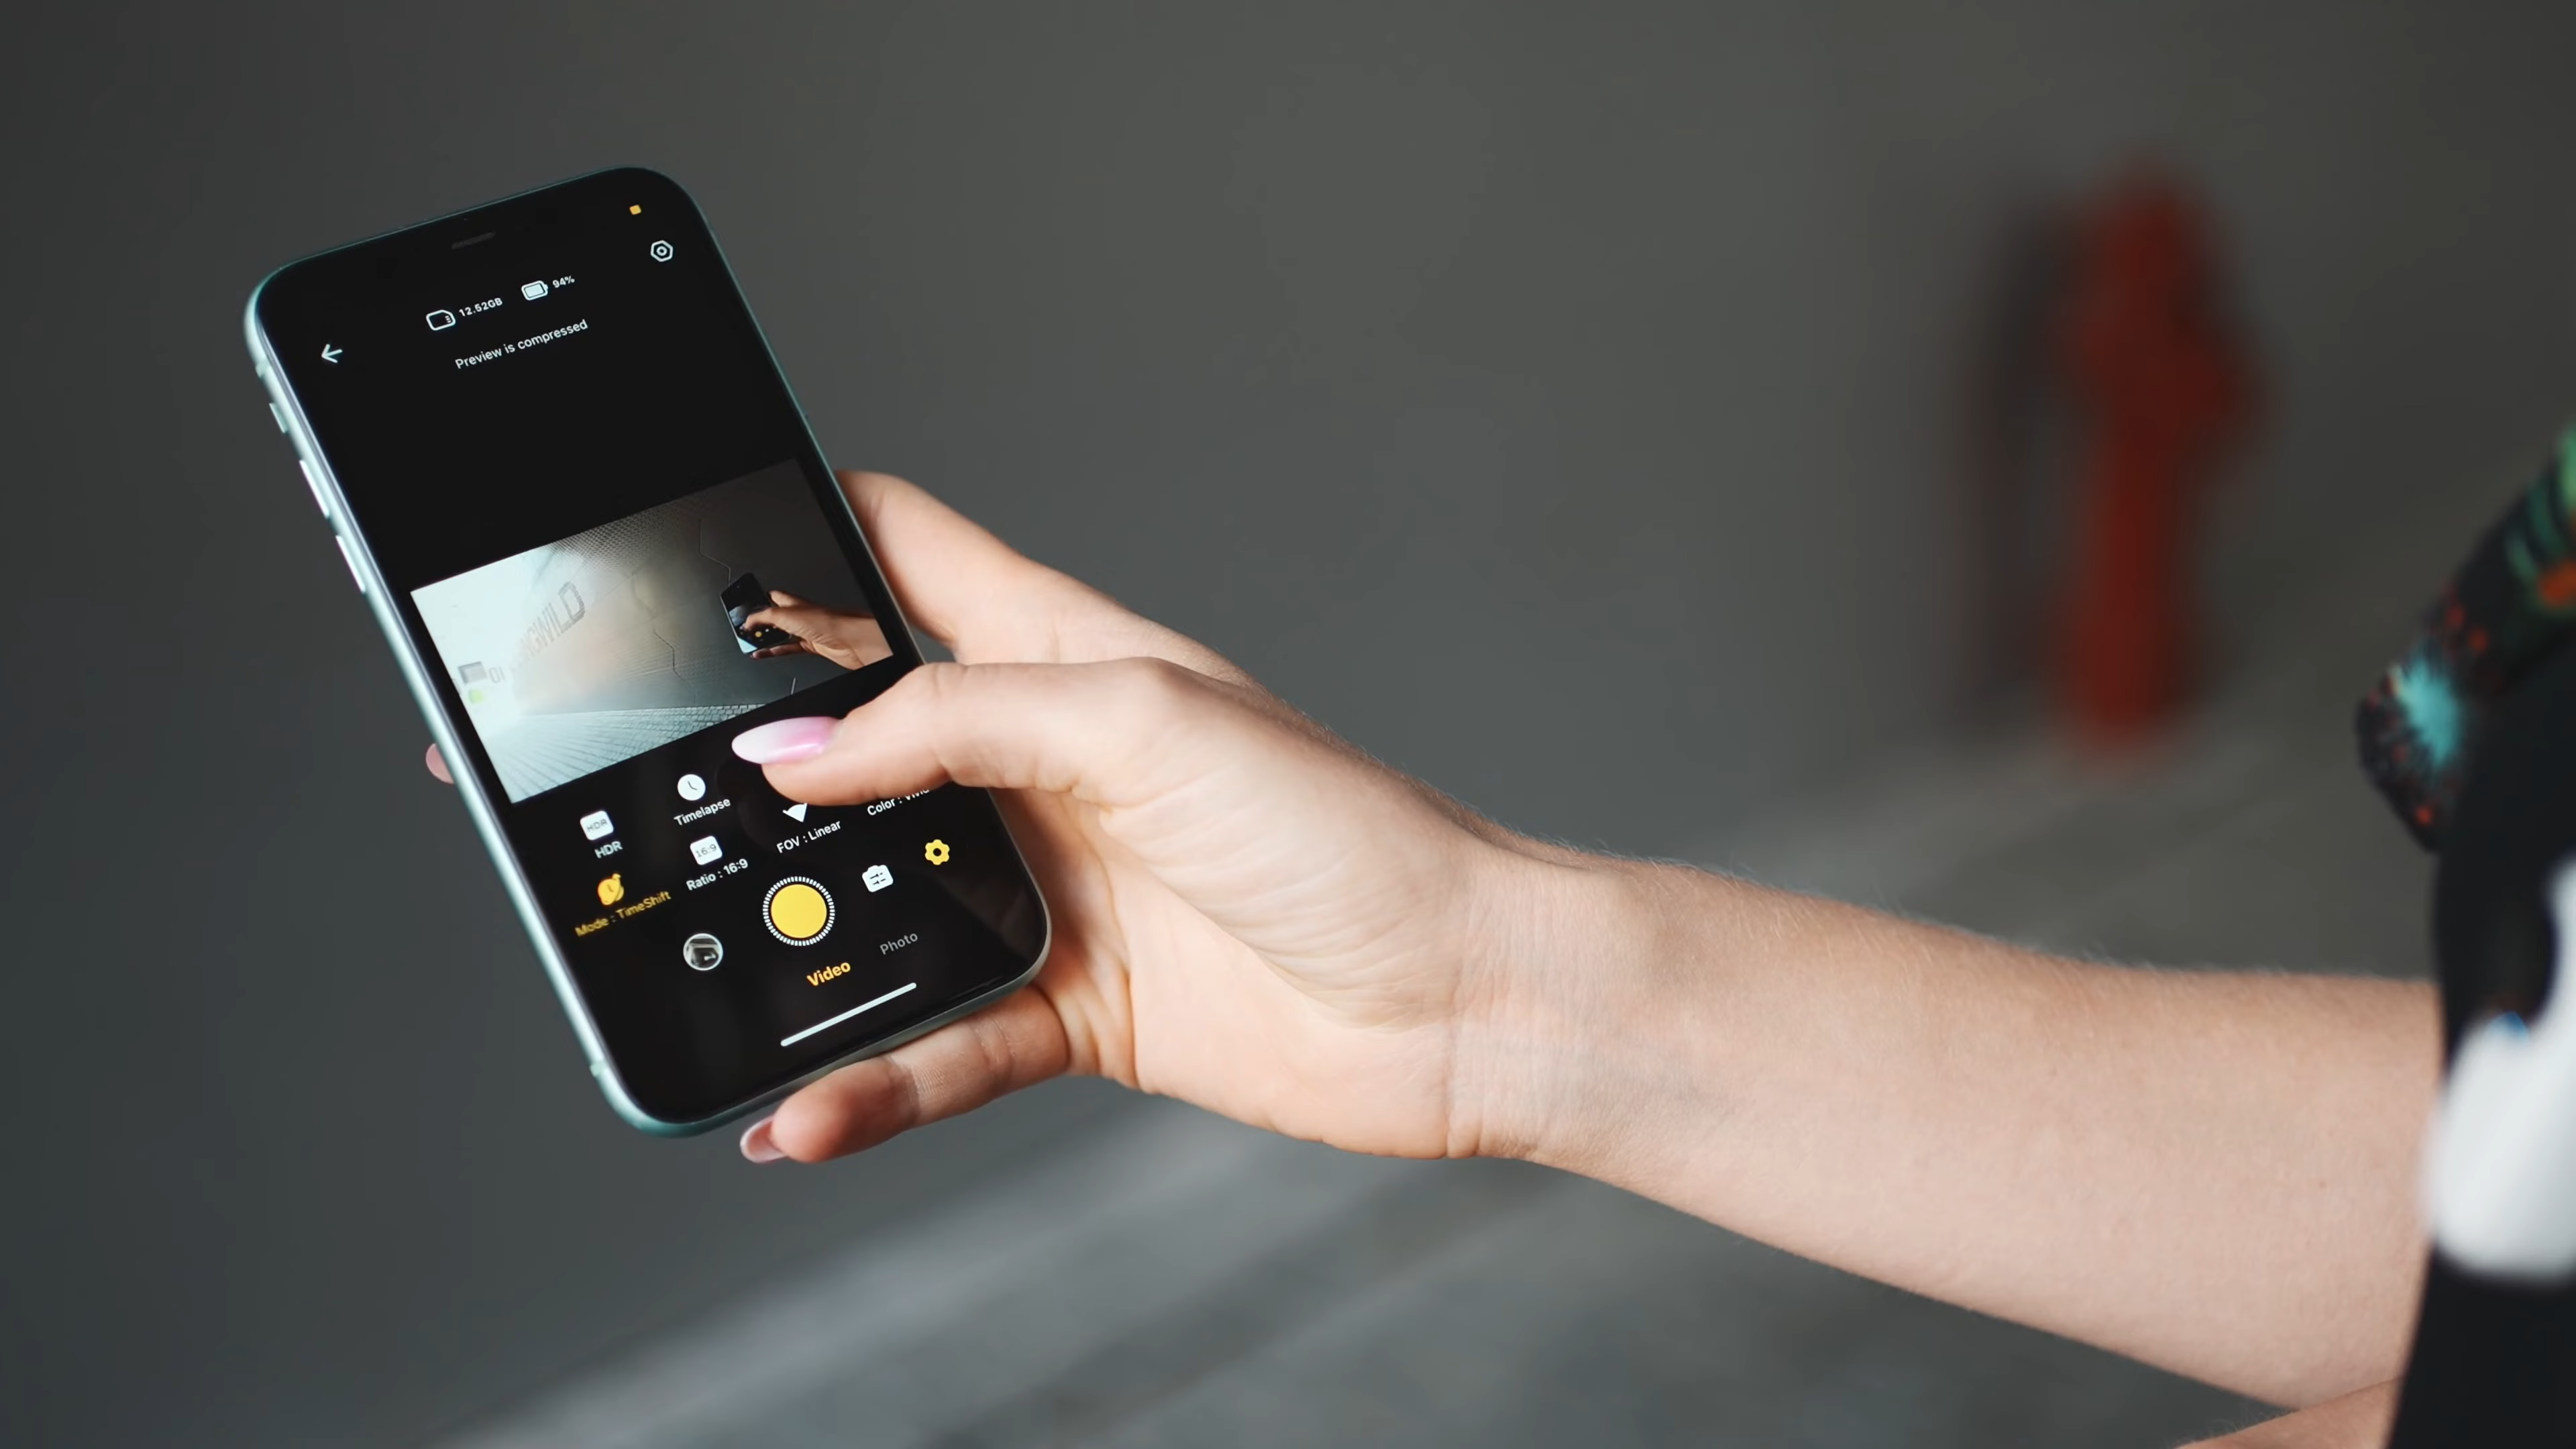 12.52GB 94%
Preview is compressed
HDR
HDR
Timelapse
FOV : Linear
Color :
16:9
Mode : TimeShift
Ratio : 16:9
Video
Photo